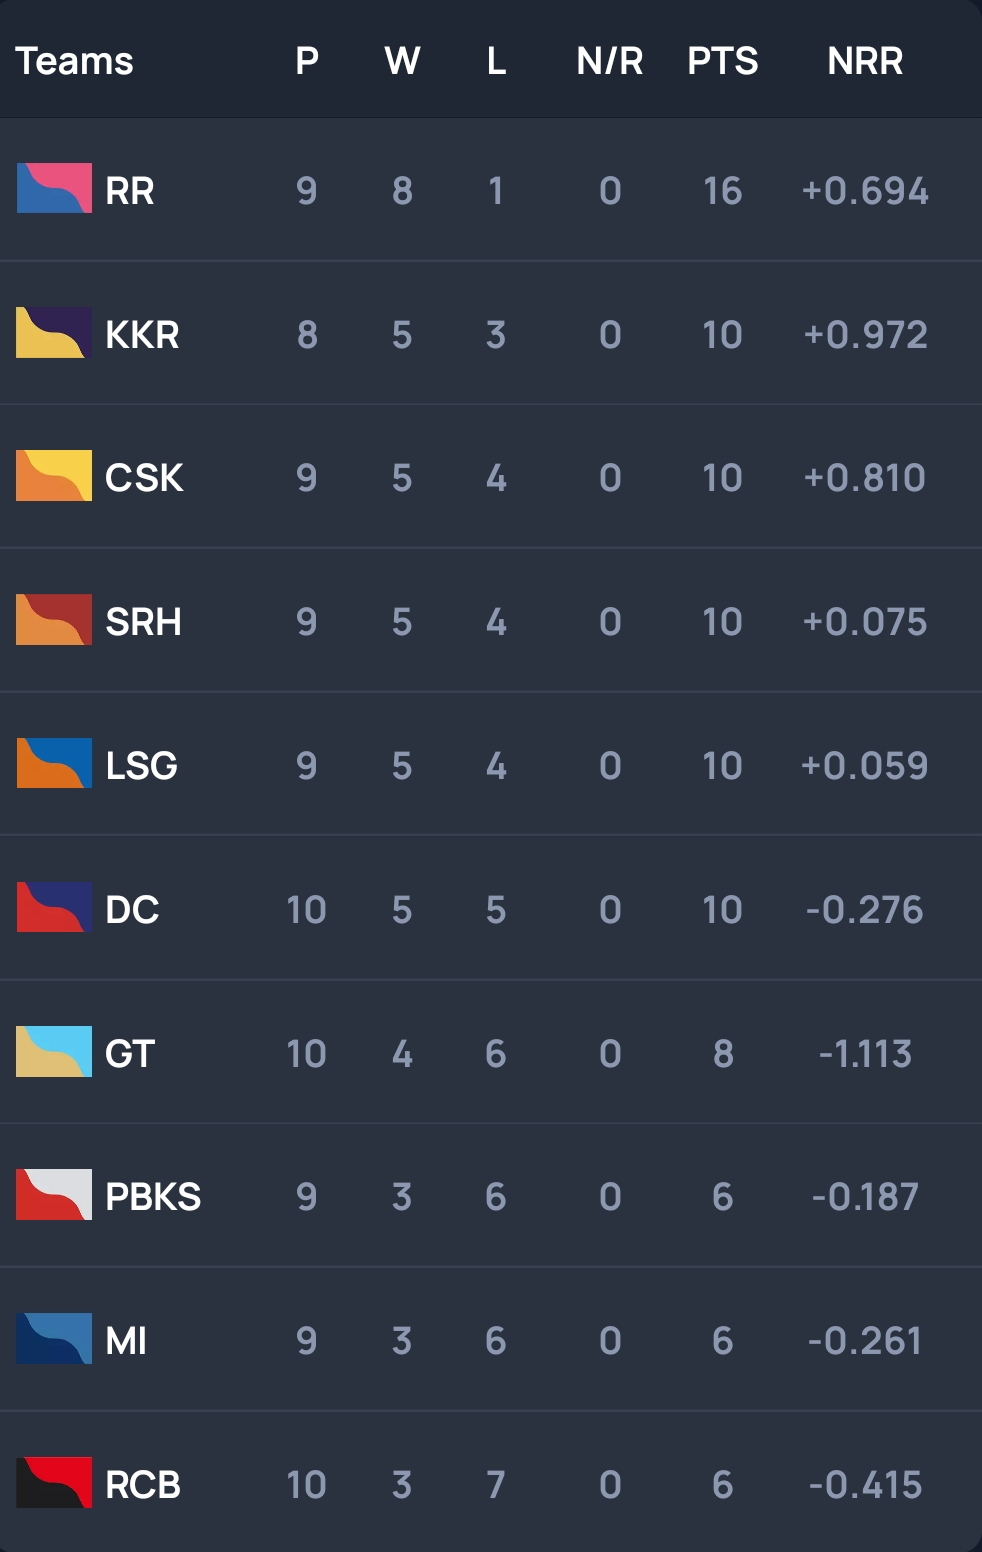 Teams P W L N/R PTS NRR
RR 9 8 1 0 16 +0.694
KKR 8 5 3 0 10 +0.972
CSK 9 5 4 0 10 +0.810
SRH 9 5 4 0 10 +0.075
LSG 9 5 4 0 10 +0.059
DC 10 5 5 0 10 -0.276
GT 10 4 6 0 8 -1.113
PBKS 9 3 6 0 6 -0.187
MI 9 3 6 0 6 -0.261
RCB 10 3 7 0 6 -0.415